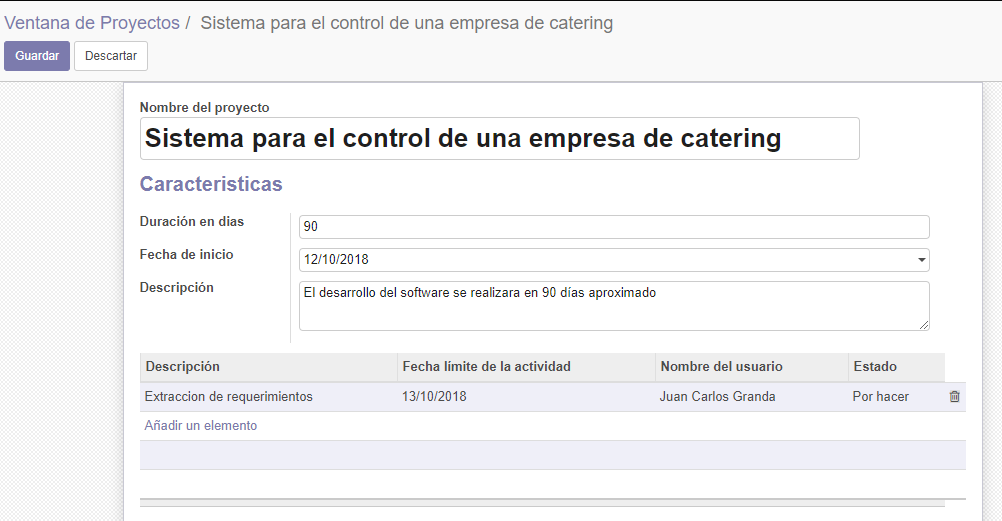 Ventana de Proyectos / Sistema para el control de una empresa de catering
Guardar Descartar
Nombre del proyecto
Sistema para el control de una empresa de catering
Caracteristicas
Duración en dias 90
Fecha de inicio 12/10/2018
Descripción El desarrollo del software se realizara en 90 días aproximado
Descripción Fecha límite de la actividad Nombre del usuario Estado
Extraccion de requerimientos 13/10/2018 Juan Carlos Granda Por hacer
Añadir un elemento